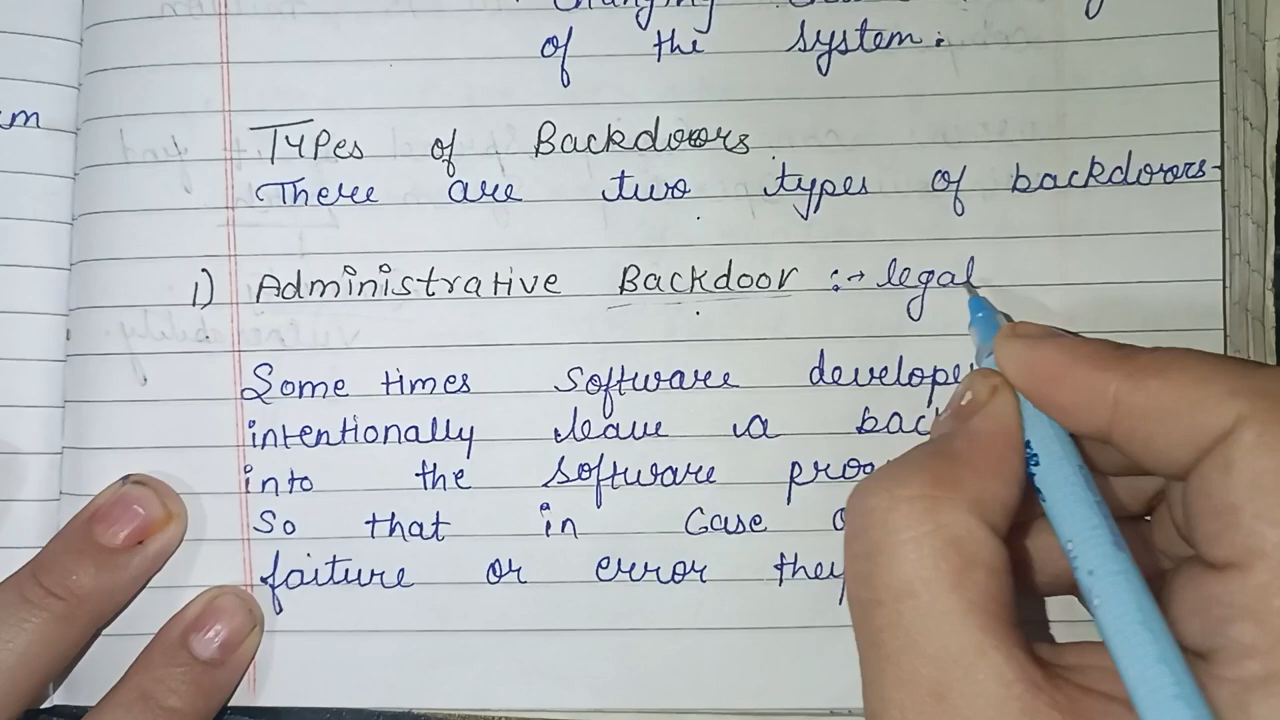 of the system.
m
Types of Backdoors
There are two types of backdoors-
1) Administrative Backdoor :→ legal
Some times software develope
intentionally leave a bac
into the software pro
So that in Case
faiture or error they